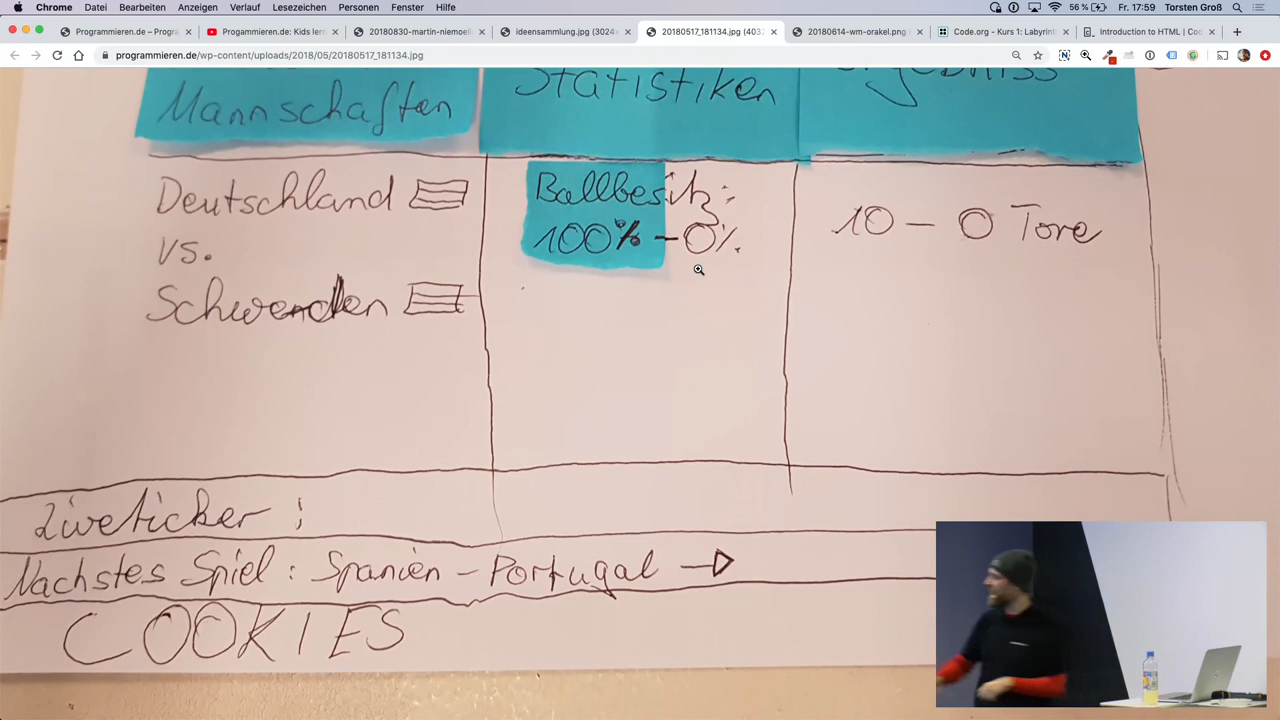 Chrome Datei Bearbeiten Anzeigen Verlauf Lesezeichen Personen Fenster Hilfe 56 % Fr. 17:59 Torsten Groß
Programmieren.de – Progra Progammieren.de: Kids lern 20180830-martin-niemoell ideensammlung.jpg (3024× 20180517_181134.jpg (403 20180614-wm-orakel.png ( Code.org - Kurs 1: Labyrint Introduction to HTML | Coc
programmieren.de/wp-content/uploads/2018/05/20180517_181134.jpg
Mannschaften
Statistiken
Deutschland
vs.
Schweden
Ballbesitz:
100% - 0%
10 - 0 Tore
Liveticker :
Nächstes Spiel : Spanien - Portugal
COOKIES